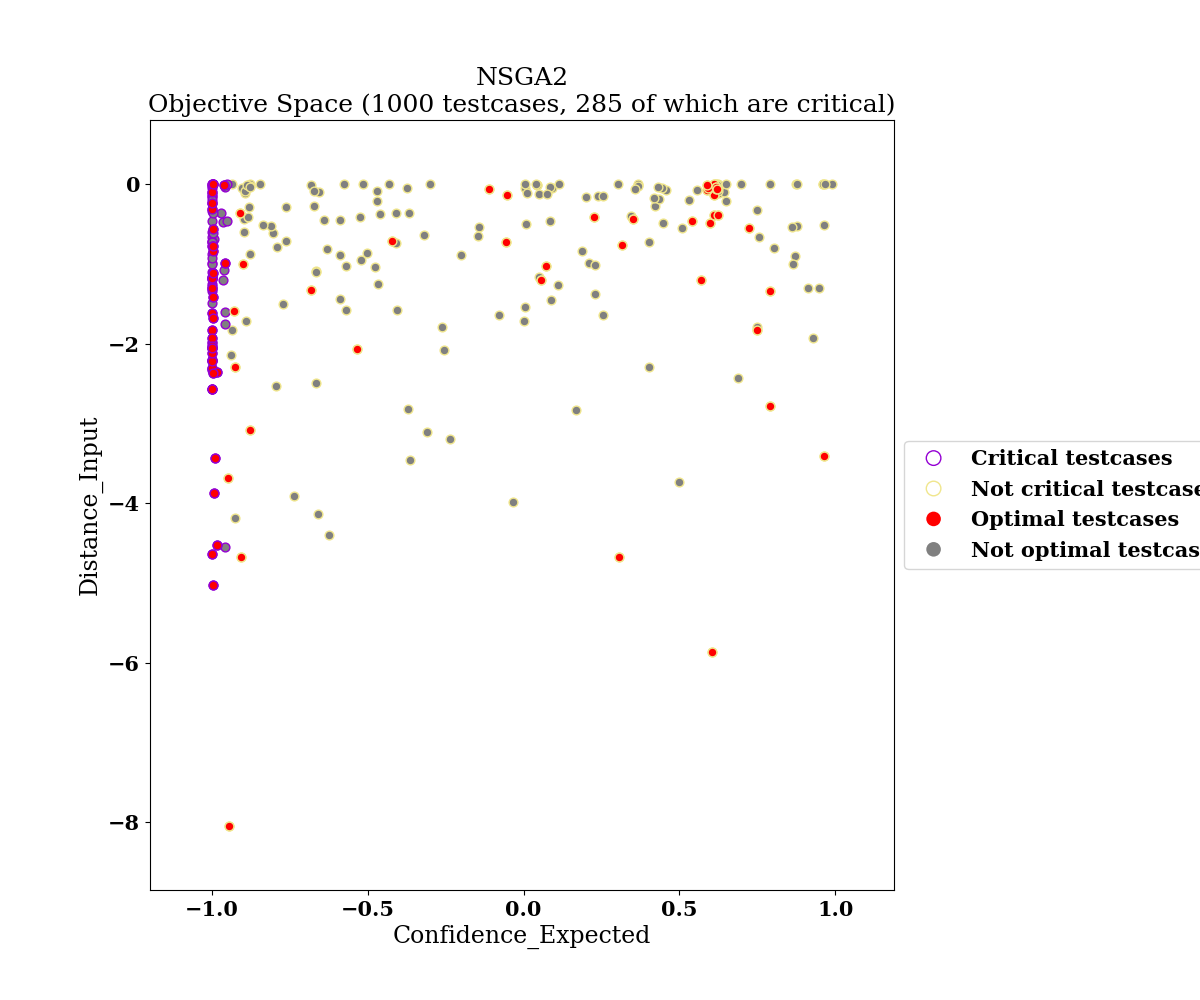 NSGA2
Objective Space (1000 testcases, 285 of which are critical)
0
−2
−4
−6
−8
Distance_Input
−1.0
−0.5
0.0
0.5
1.0
Confidence_Expected
Critical testcases
Not critical testcase
Optimal testcases
Not optimal testcas